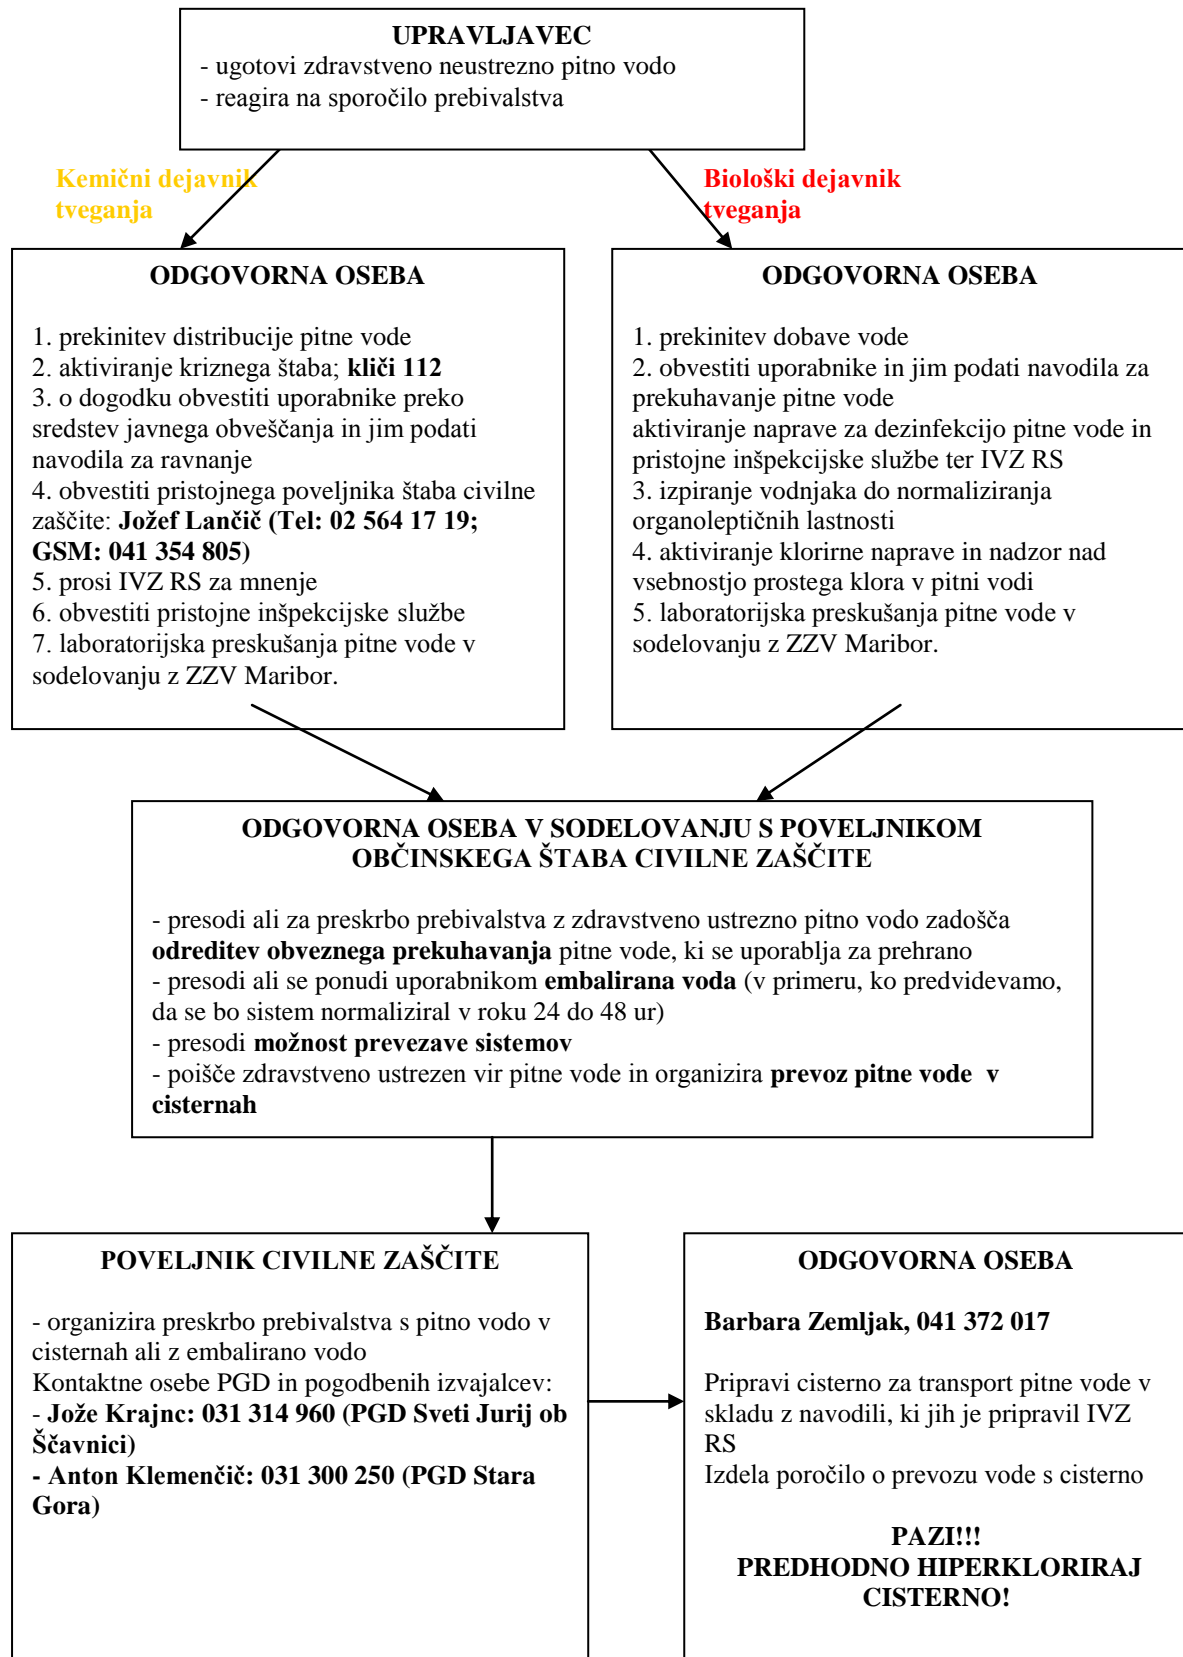 UPRAVLJAVEC
- ugotovi zdravstveno neustrezno pitno vodo
- reagira na sporočilo prebivalstva
Kemični dejavnik
tveganja
Biološki dejavnik
tveganja
ODGOVORNA OSEBA
1. prekinitev distribucije pitne vode
2. aktiviranje kriznega štaba; kliči 112
3. o dogodku obvestiti uporabnike preko
sredstev javnega obveščanja in jim podati
navodila za ravnanje
4. obvestiti pristojnega poveljnika štaba civilne
zaščite: Jožef Lančič (Tel: 02 564 17 19;
GSM: 041 354 805)
5. prosi IVZ RS za mnenje
6. obvestiti pristojne inšpekcijske službe
7. laboratorijska preskušanja pitne vode v
sodelovanju z ZZV Maribor.
ODGOVORNA OSEBA
1. prekinitev dobave vode
2. obvestiti uporabnike in jim podati navodila za
prekuhavanje pitne vode
aktiviranje naprave za dezinfekcijo pitne vode in
pristojne inšpekcijske službe ter IVZ RS
3. izpiranje vodnjaka do normaliziranja
organoleptičnih lastnosti
4. aktiviranje klorirne naprave in nadzor nad
vsebnostjo prostega klora v pitni vodi
5. laboratorijska preskušanja pitne vode v
sodelovanju z ZZV Maribor.
ODGOVORNA OSEBA V SODELOVANJU S POVELJNIKOM
OBČINSKEGA ŠTABA CIVILNE ZAŠČITE
- presodi ali za preskrbo prebivalstva z zdravstveno ustrezno pitno vodo zadošča
odreditev obveznega prekuhavanja pitne vode, ki se uporablja za prehrano
- presodi ali se ponudi uporabnikom embalirana voda (v primeru, ko predvidevamo,
da se bo sistem normaliziral v roku 24 do 48 ur)
- presodi možnost prevezave sistemov
- poišče zdravstveno ustrezen vir pitne vode in organizira prevoz pitne vode v
cisternah
POVELJNIK CIVILNE ZAŠČITE
- organizira preskrbo prebivalstva s pitno vodo v
cisternah ali z embalirano vodo
Kontaktne osebe PGD in pogodbenih izvajalcev:
- Jože Krajnc: 031 314 960 (PGD Sveti Jurij ob
Ščavnici)
- Anton Klemenčič: 031 300 250 (PGD Stara
Gora)
ODGOVORNA OSEBA
Barbara Zemljak, 041 372 017
Pripravi cisterno za transport pitne vode v
skladu z navodili, ki jih je pripravil IVZ
RS
Izdela poročilo o prevozu vode s cisterno
PAZI!!!
PREDHODNO HIPERKLORIRAJ
CISTERNO!